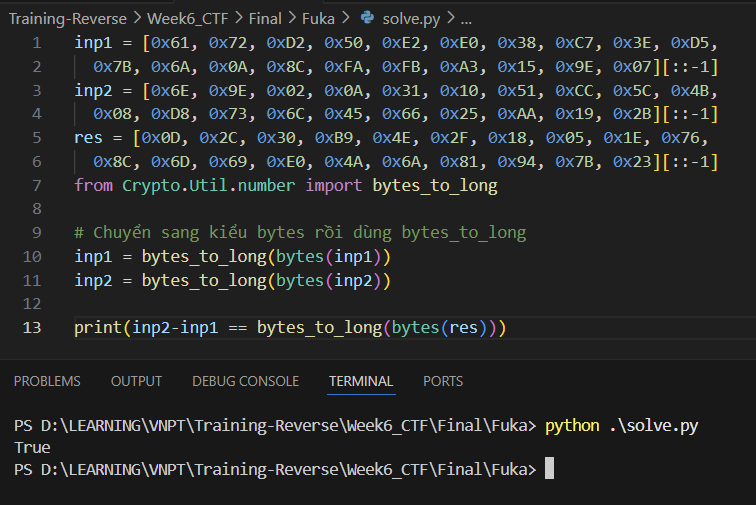 Training-Reverse > Week6_CTF > Final > Fuka > solve.py > ...
1 inp1 = [0x61, 0x72, 0xD2, 0x50, 0xE2, 0xE0, 0x38, 0xC7, 0x3E, 0xD5,
2 0x7B, 0x6A, 0x0A, 0x8C, 0xFA, 0xFB, 0xA3, 0x15, 0x9E, 0x07][::-1]
3 inp2 = [0x6E, 0x9E, 0x02, 0x0A, 0x31, 0x10, 0x51, 0xCC, 0x5C, 0x4B,
4 0x08, 0xD8, 0x73, 0x6C, 0x45, 0x66, 0x25, 0xAA, 0x19, 0x2B][::-1]
5 res = [0x0D, 0x2C, 0x30, 0xB9, 0x4E, 0x2F, 0x18, 0x05, 0x1E, 0x76,
6 0x8C, 0x6D, 0x69, 0xE0, 0x4A, 0x6A, 0x81, 0x94, 0x7B, 0x23][::-1]
7 from Crypto.Util.number import bytes_to_long
8
9 # Chuyển sang kiểu bytes rồi dùng bytes_to_long
10 inp1 = bytes_to_long(bytes(inp1))
11 inp2 = bytes_to_long(bytes(inp2))
12
13 print(inp2-inp1 == bytes_to_long(bytes(res)))
PROBLEMS OUTPUT DEBUG CONSOLE TERMINAL PORTS
PS D:\LEARNING\VNPT\Training-Reverse\Week6_CTF\Final\Fuka> python .\solve.py
True
PS D:\LEARNING\VNPT\Training-Reverse\Week6_CTF\Final\Fuka>